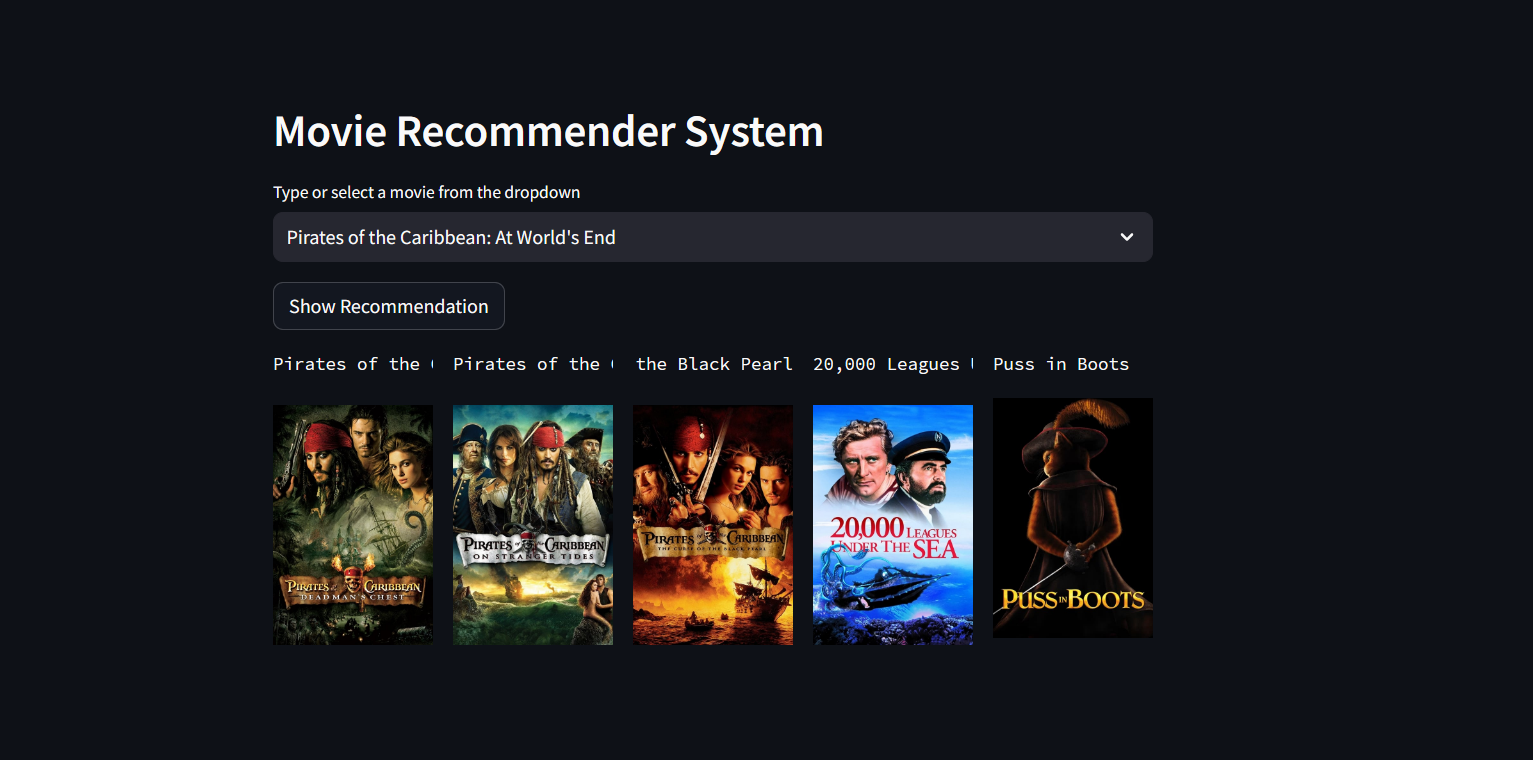 Movie Recommender System
Type or select a movie from the dropdown
Pirates of the Caribbean: At World's End
Show Recommendation
Pirates of the
Pirates of the
the Black Pearl
20,000 Leagues
Puss in Boots
PIRATES OF THE CARIBBEAN
DEAD MAN'S CHEST
PIRATES OF THE CARIBBEAN
ON STRANGER TIDES
PIRATES OF THE CARIBBEAN
THE CURSE OF THE BLACK PEARL
20,000 LEAGUES
UNDER THE SEA
PUSS IN BOOTS